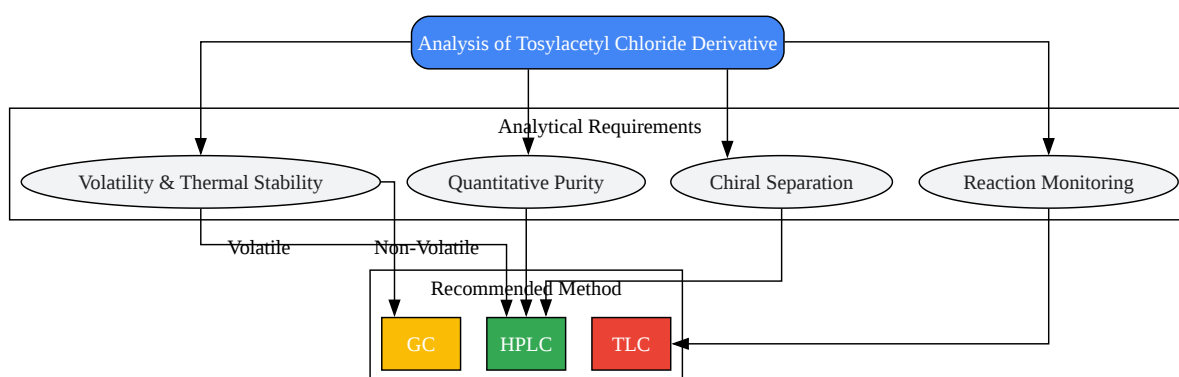 Analysis of Tosylacetyl Chloride Derivative
Analytical Requirements
Volatility & Thermal Stability
Quantitative Purity
Chiral Separation
Reaction Monitoring
Volatile
Non-Volatile
Recommended Method
GC
HPLC
TLC